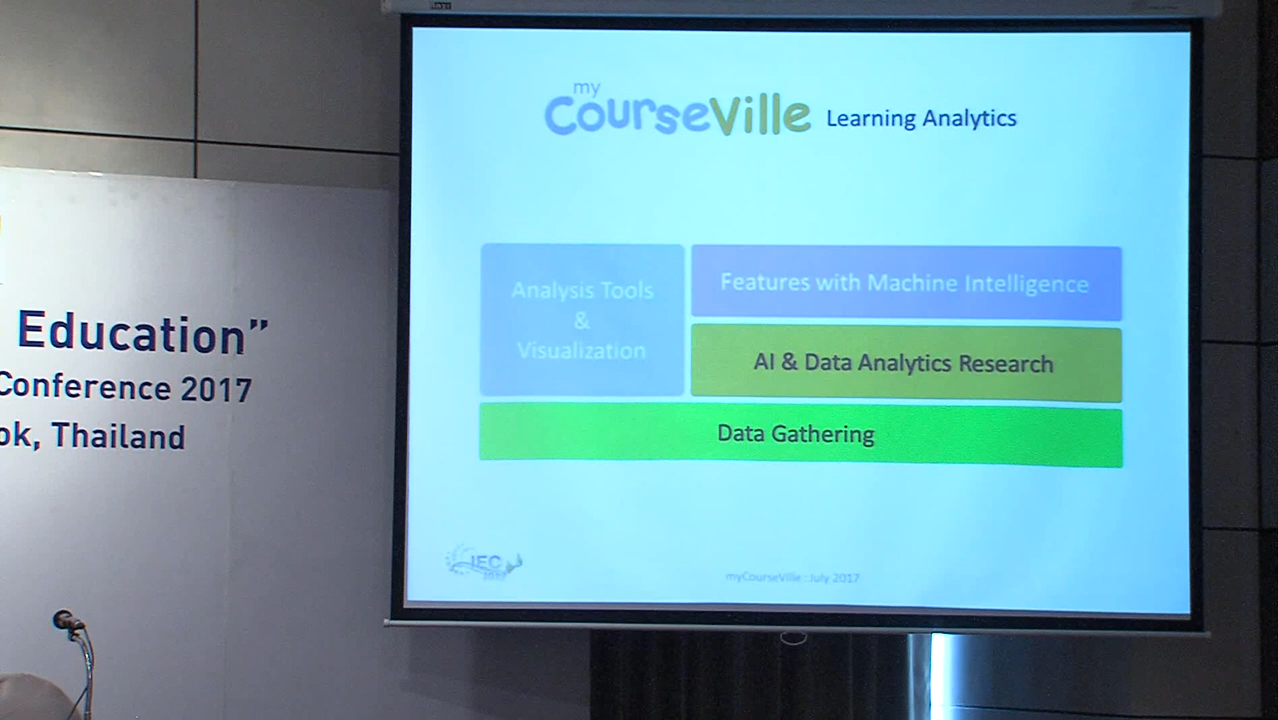 Education”
Conference 2017
ok, Thailand
my
CourseVille Learning Analytics
Analysis Tools
&
Visualization
Features with Machine Intelligence
AI & Data Analytics Research
Data Gathering
IEC
myCourseVille : July 2017